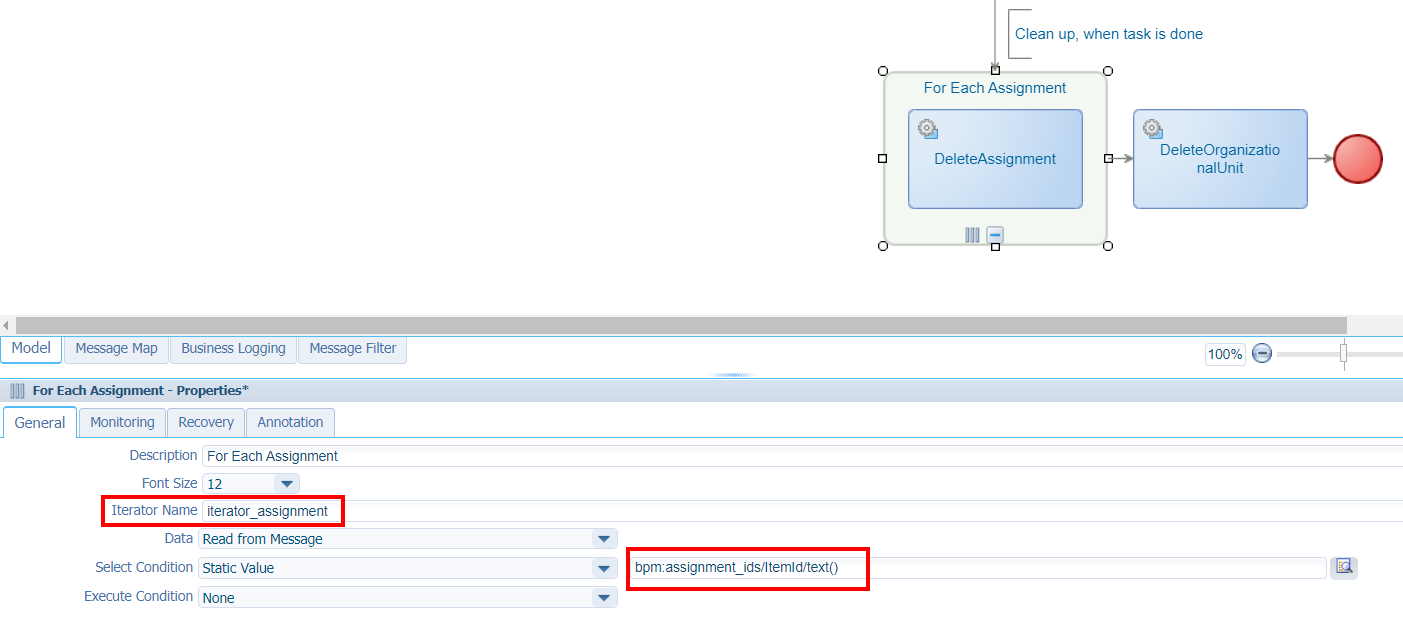 Clean up, when task is done
For Each Assignment
DeleteAssignment
DeleteOrganizatio
nalUnit
Model
Message Map
Business Logging
Message Filter
100%
For Each Assignment - Properties*
General
Monitoring
Recovery
Annotation
Description For Each Assignment
Font Size 12
Iterator Name iterator_assignment
Data Read from Message
Select Condition Static Value bpm:assignment_ids/ItemId/text()
Execute Condition None